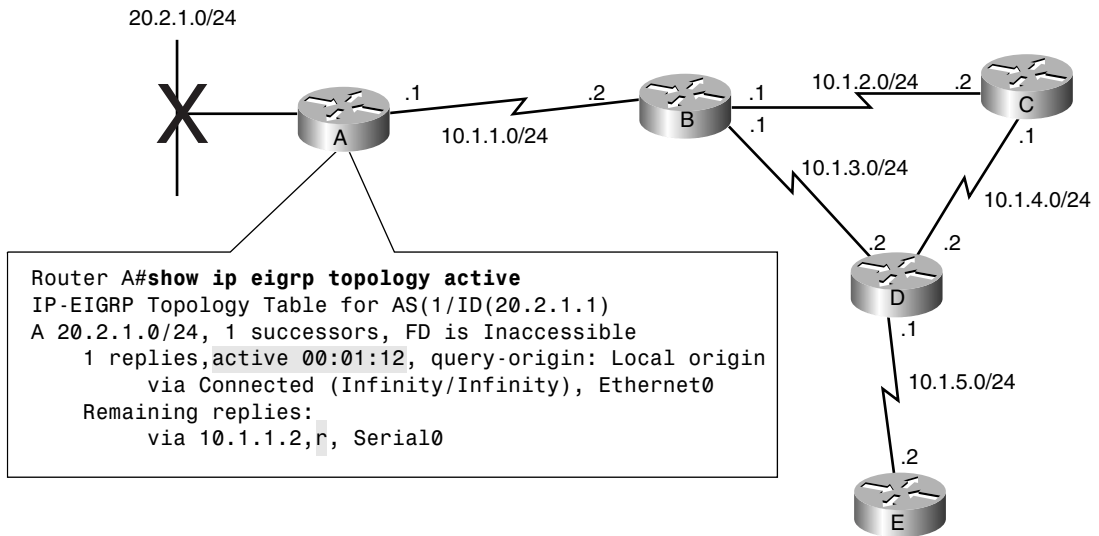 20.2.1.0/24
A
.1
10.1.1.0/24
.2
B
.1
.1
10.1.2.0/24
.2
C
.1
10.1.3.0/24
10.1.4.0/24
.2
.2
D
.1
10.1.5.0/24
.2
E
Router A#show ip eigrp topology active
IP-EIGRP Topology Table for AS(1/ID(20.2.1.1)
A 20.2.1.0/24, 1 successors, FD is Inaccessible
1 replies,active 00:01:12, query-origin: Local origin
via Connected (Infinity/Infinity), Ethernet0
Remaining replies:
via 10.1.1.2,r, Serial0